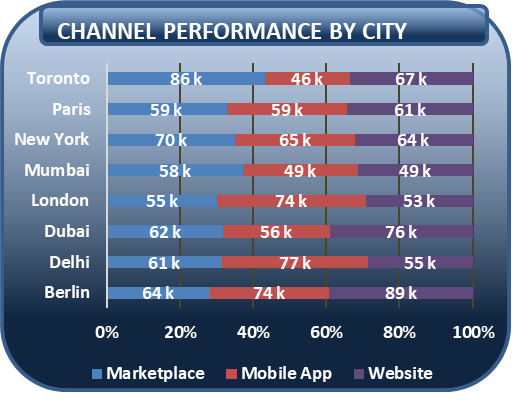 CHANNEL PERFORMANCE BY CITY
Toronto 86 k 46 k 67 k
Paris 59 k 59 k 61 k
New York 70 k 65 k 64 k
Mumbai 58 k 49 k 49 k
London 55 k 74 k 53 k
Dubai 62 k 56 k 76 k
Delhi 61 k 77 k 55 k
Berlin 64 k 74 k 89 k
0% 20% 40% 60% 80% 100%
Marketplace Mobile App Website